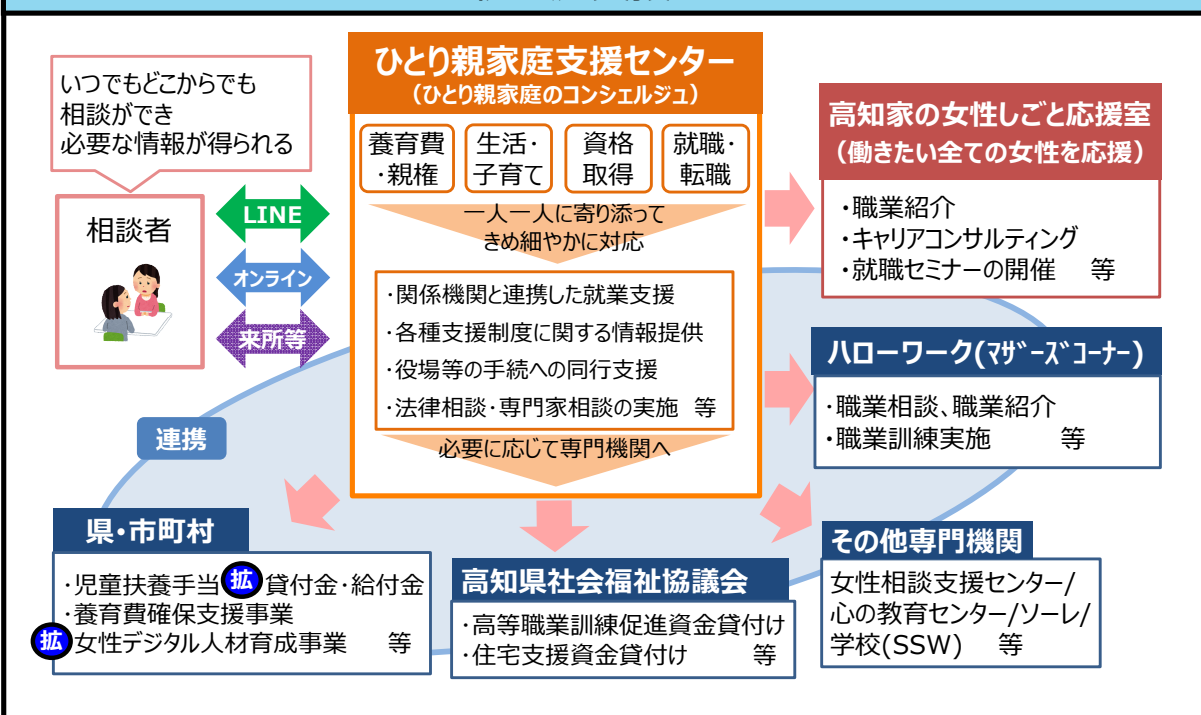 いつでもどこからでも
相談ができ
必要な情報が得られる
相談者
LINE
オンライン
来所等
ひとり親家庭支援センター
(ひとり親家庭のコンシェルジュ)
養育費
・親権
生活・
子育て
資格
取得
就職・
転職
一人一人に寄り添って
きめ細やかに対応
・関係機関と連携した就業支援
・各種支援制度に関する情報提供
・役場等の手続への同行支援
・法律相談・専門家相談の実施 等
必要に応じて専門機関へ
高知家の女性しごと応援室
(働きたい全ての女性を応援)
・職業紹介
・キャリアコンサルティング
・就職セミナーの開催 等
ハローワーク(ﾏｻﾞｰｽﾞｺｰﾅｰ)
・職業相談、職業紹介
・職業訓練実施 等
連携
県・市町村
・児童扶養手当 拡 貸付金・給付金
・養育費確保支援事業
拡 女性デジタル人材育成事業 等
高知県社会福祉協議会
・高等職業訓練促進資金貸付け
・住宅支援資金貸付け 等
その他専門機関
女性相談支援センター/
心の教育センター/ソーレ/
学校(SSW) 等